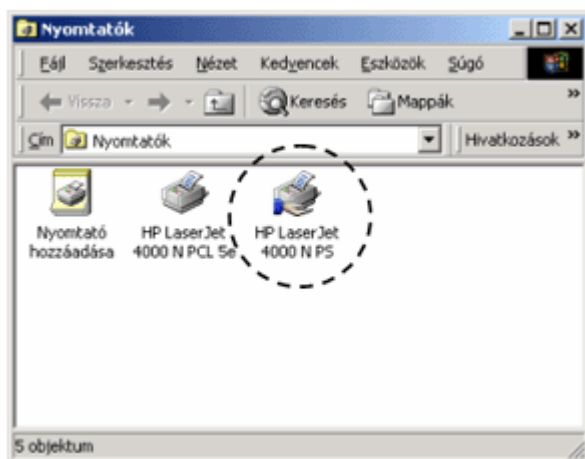 Nyomtatók
Fájl Szerkesztés Nézet Kedvencek Eszközök Súgó
Vissza Keresés Mappák »
Cím Nyomtatók Hivatkozások »
Nyomtató hozzáadása
HP LaserJet 4000 N PCL 5e
HP LaserJet 4000 N PS
5 objektum